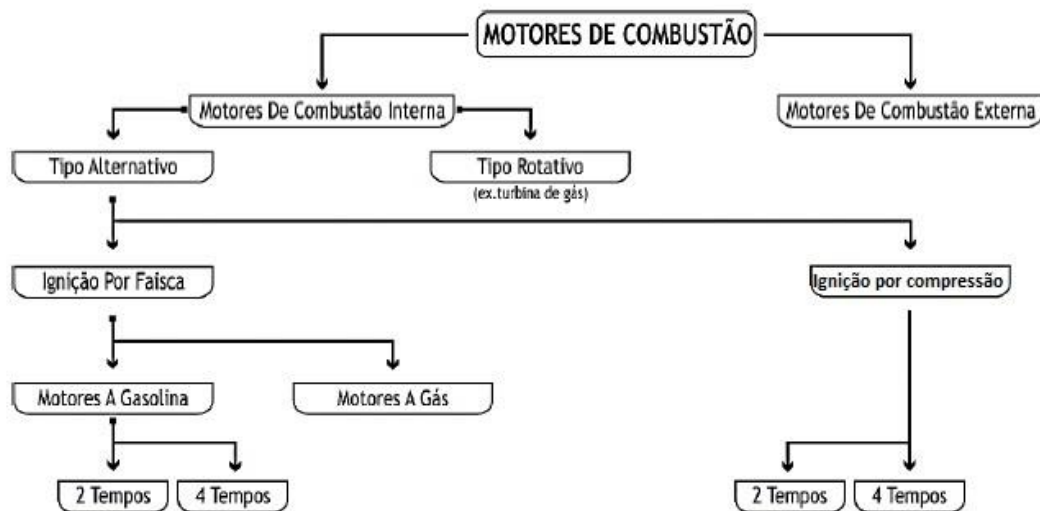 MOTORES DE COMBUSTÃO
Motores De Combustão Interna
Motores De Combustão Externa
Tipo Alternativo
Tipo Rotativo
(ex.turbina de gás)
Ignição Por Faisca
Ignição por compressão
Motores A Gasolina
Motores A Gás
2 Tempos
4 Tempos
2 Tempos
4 Tempos